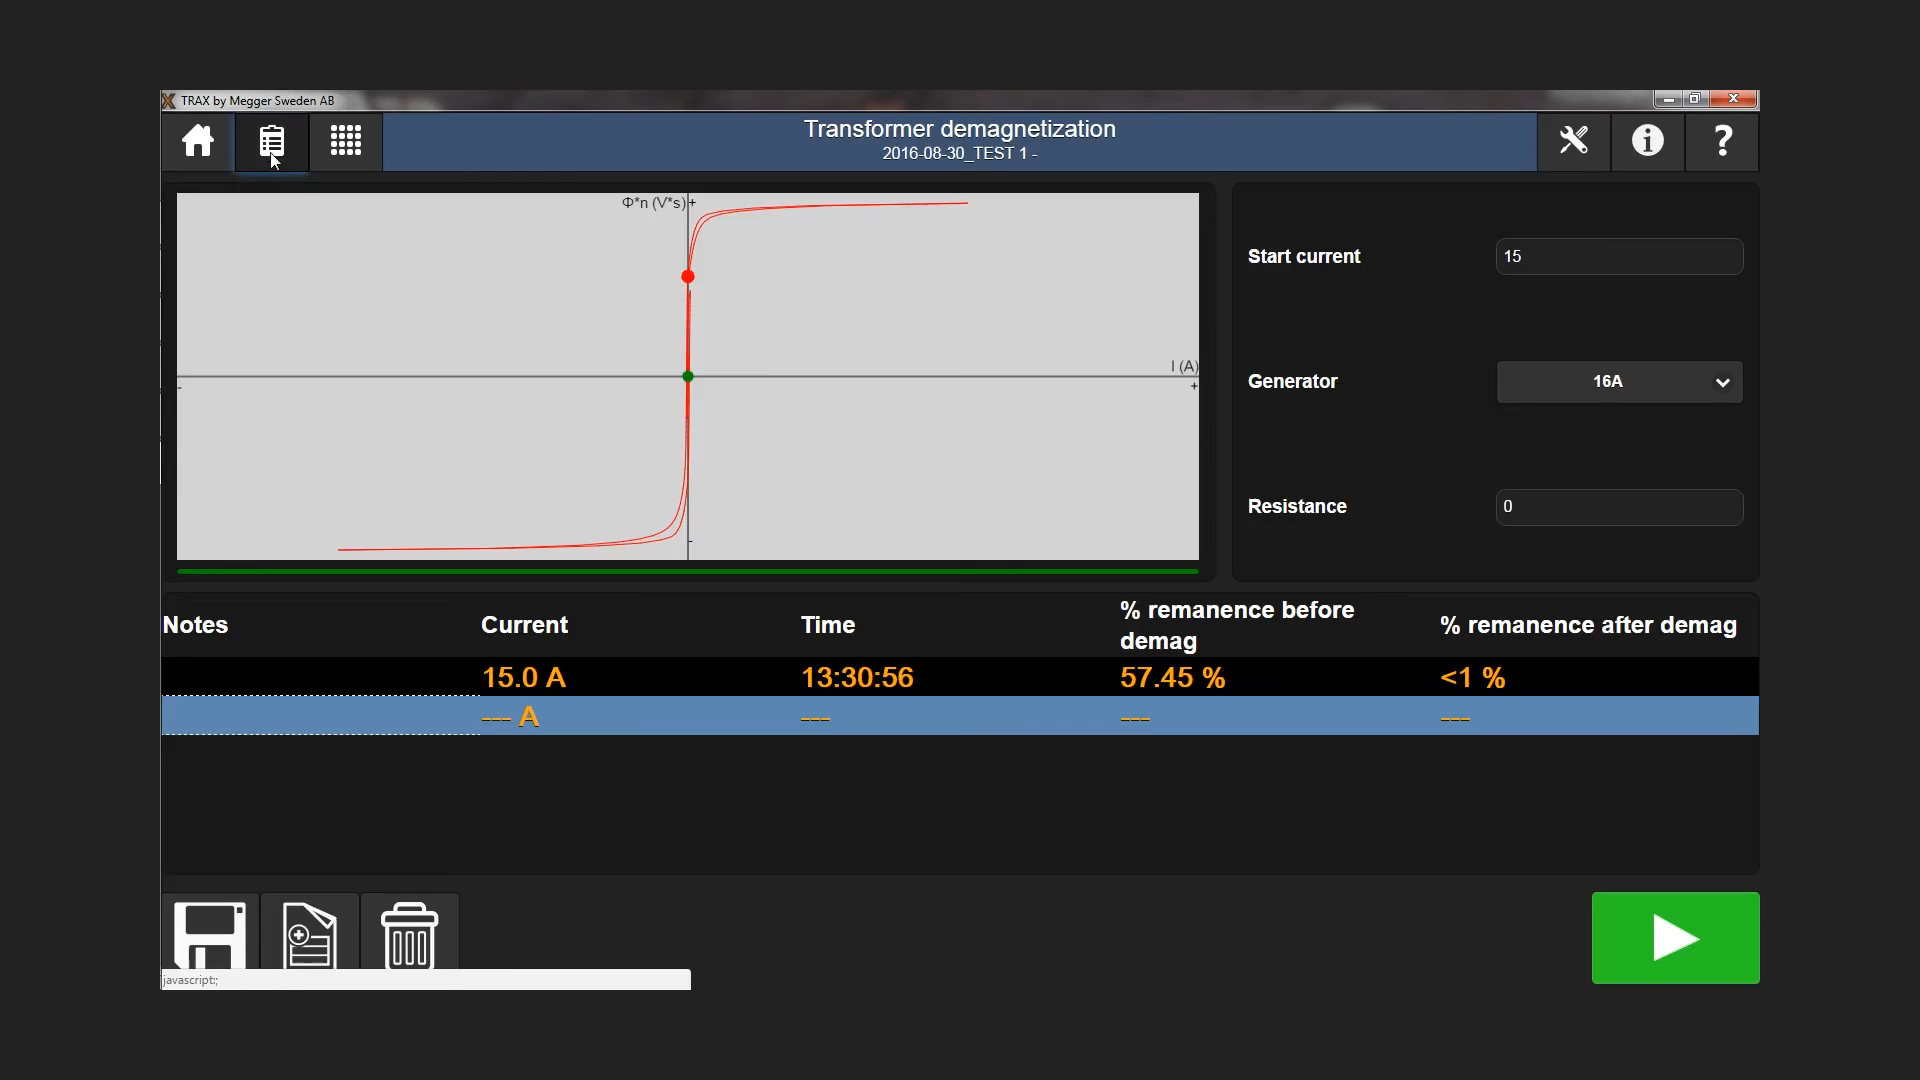 TRAX by Megger Sweden AB
Transformer demagnetization
2016-08-30_TEST 1 -
Φ*n (V*s)
+
I (A)
+
-
-
Start current
15
Generator
16A
Resistance
0
Notes Current Time % remanence before demag % remanence after demag
15.0 A 13:30:56 57.45 % <1 %
--- A --- --- ---
javascript:;